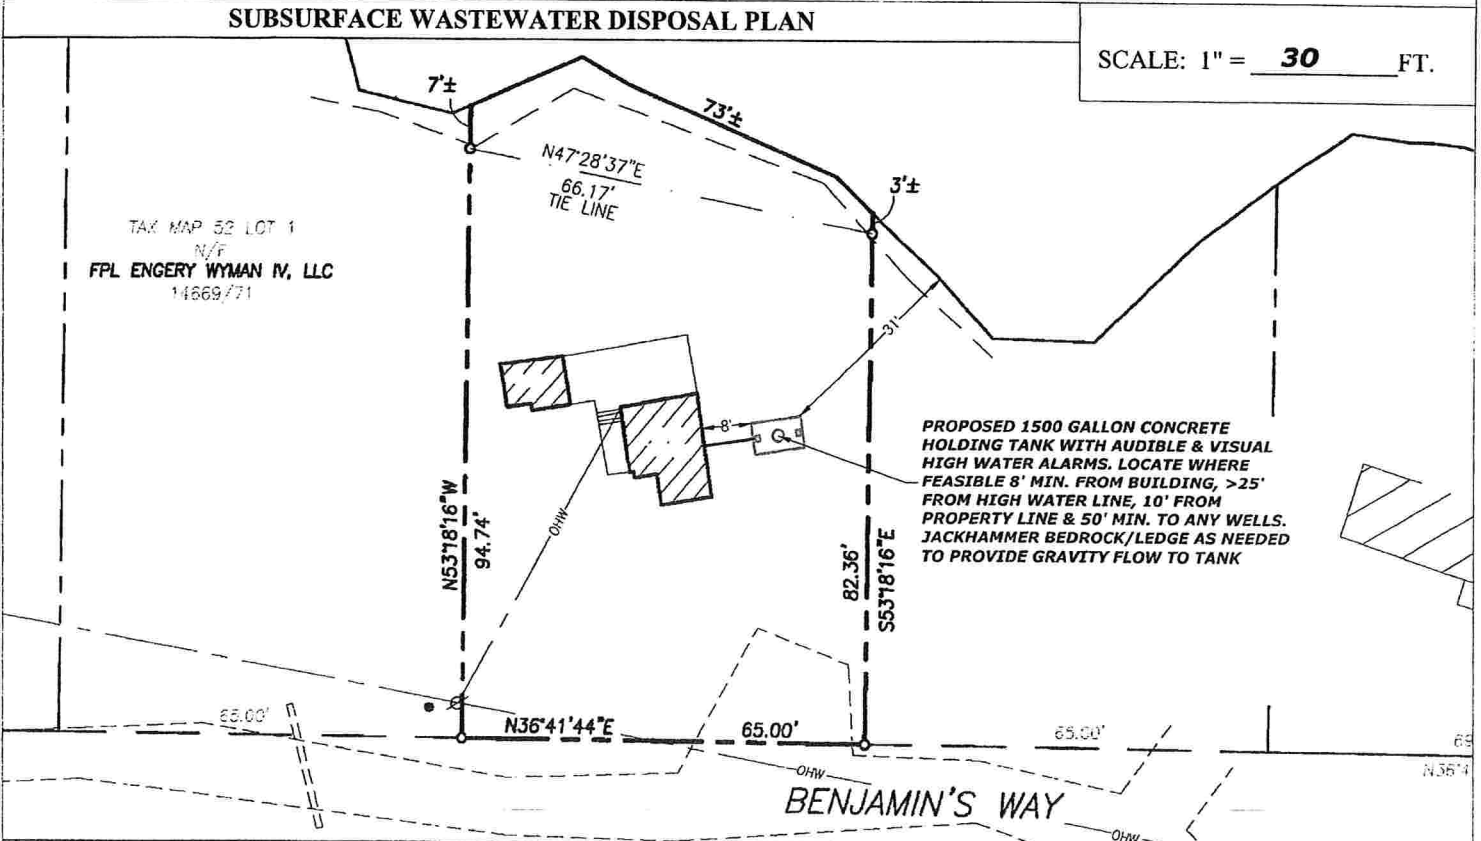 SUBSURFACE WASTEWATER DISPOSAL PLAN
SCALE: 1" = 30 FT.
7'±
73'±
N47°28'37"E
66.17'
TIE LINE
3'±
TAX MAP 52 LOT 1
N/F
FPL ENGERY WYMAN IV, LLC
14669/71
31'
8'
PROPOSED 1500 GALLON CONCRETE
HOLDING TANK WITH AUDIBLE & VISUAL
HIGH WATER ALARMS. LOCATE WHERE
FEASIBLE 8' MIN. FROM BUILDING, >25'
FROM HIGH WATER LINE, 10' FROM
PROPERTY LINE & 50' MIN. TO ANY WELLS.
JACKHAMMER BEDROCK/LEDGE AS NEEDED
TO PROVIDE GRAVITY FLOW TO TANK
OHW
N53°18'16"W
94.74'
82.36'
S53°18'16"E
65.00'
N36°41'44"E
65.00'
65.00'
69
N36°4
OHW
BENJAMIN'S WAY
OHW